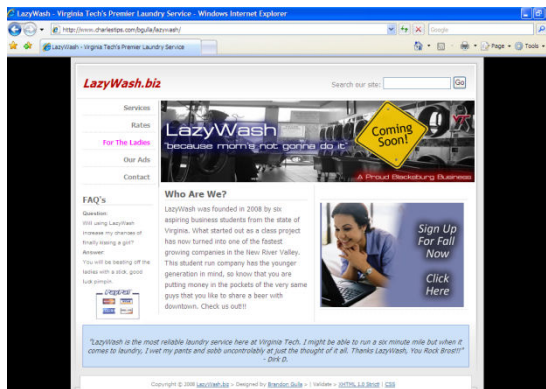 LazyWash - Virginia Tech's Premier Laundry Service - Windows Internet Explorer
http://www.charlestips.com/bgulla/lazywash/
Google
LazyWash - Virginia Tech's Premier Laundry Service
Page
Tools
LazyWash.biz
Search our site:
Go
Services
Rates
For The Ladies
Our Ads
Contact
LazyWash
"because mom's not gonna do it"
Coming
Soon!
A Proud Blacksburg Business
FAQ's
Question:
Will using LazyWash
increase my chances of
finally kissing a girl?
Answer:
You will be beating off the
ladies with a stick, good
luck pimpin.
PayPal
Who Are We?
LazyWash was founded in 2008 by six
aspiring business students from the state of
Virginia. What started out as a class project
has now turned into one of the fastest
growing companies in the New River Valley.
This student run company has the younger
generation in mind, so know that you are
putting money in the pockets of the very same
guys that you like to share a beer with
downtown. Check us out!!
Sign Up
For Fall
Now
Click
Here
"LazyWash is the most reliable laundry service here at Virginia Tech. I might be able to run a six minute mile but when it
comes to laundry, I wet my pants and sobb uncontrolably at just the thought of it all. Thanks LazyWash, You Rock Bros!!!"
- Dirk D.
Copyright © 2008 LazyWash.biz > Designed by Brendon Gulla > | Validate > XHTML 1.0 Strict | CSS